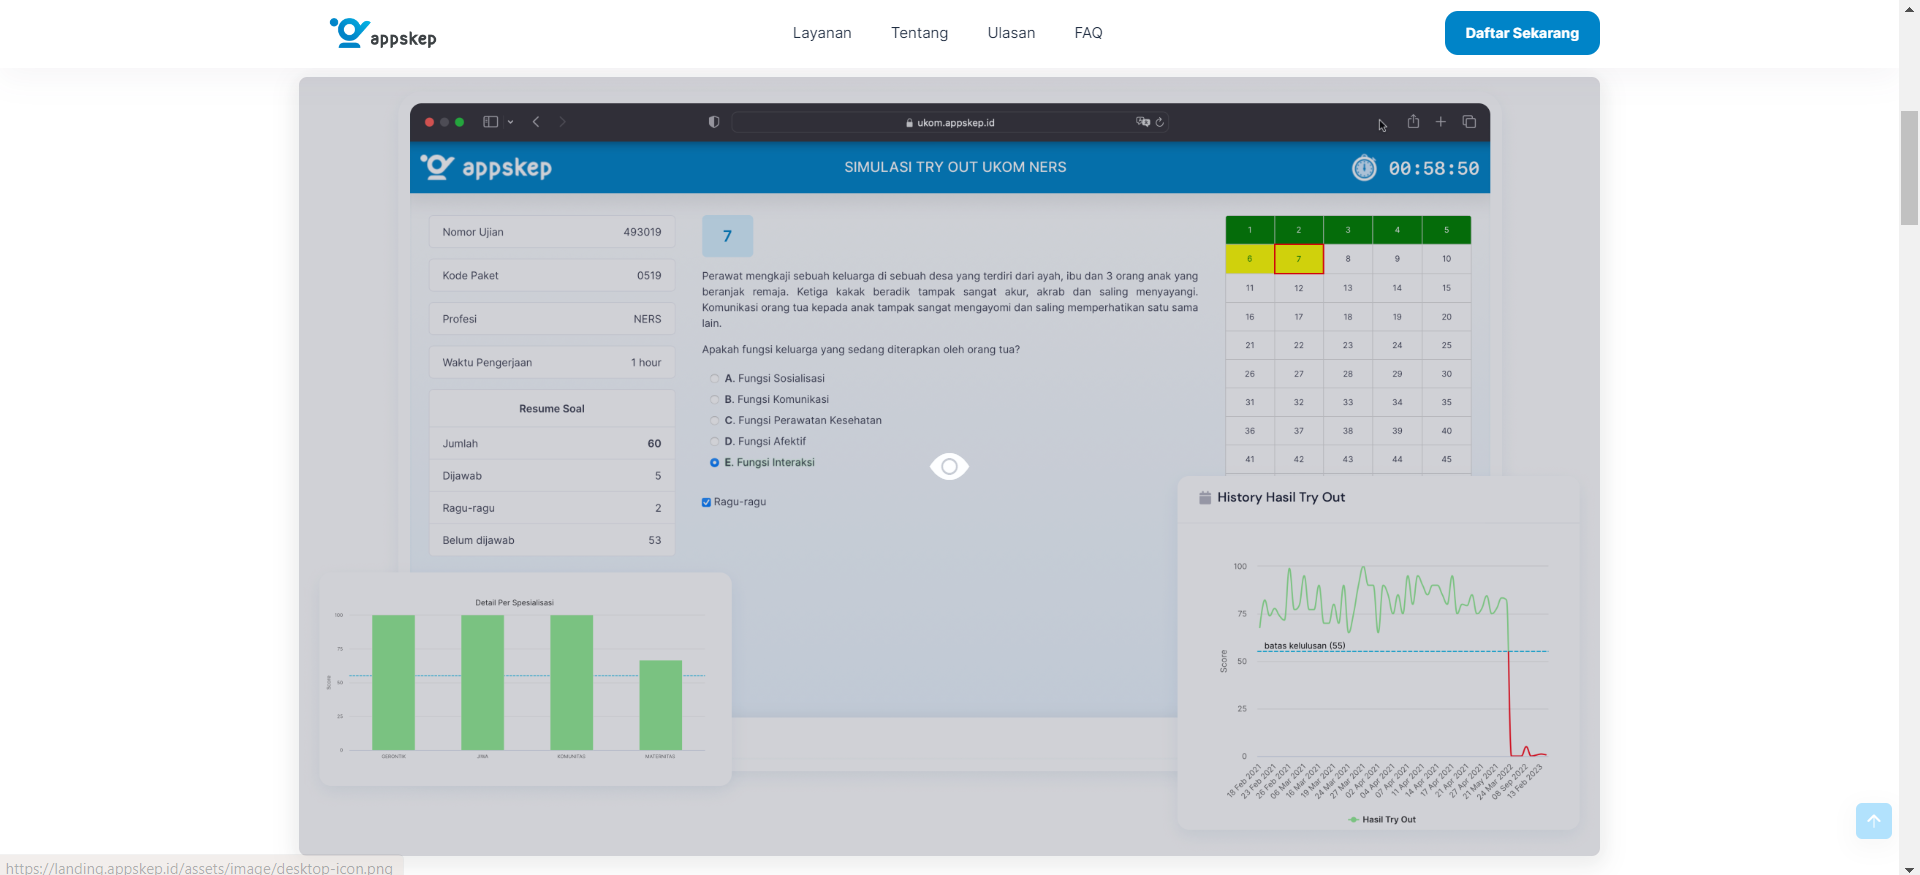 appskep
Layanan
Tentang
Ulasan
FAQ
Daftar Sekarang
ukom.appskep.id
appskep
SIMULASI TRY OUT UKOM NERS
00:58:50
Nomor Ujian 493019
Kode Paket 0519
Profesi NERS
Waktu Pengerjaan 1 hour
Resume Soal
Jumlah 60
Dijawab 5
Ragu-ragu 2
Belum dijawab 53
7
Perawat mengkaji sebuah keluarga di sebuah desa yang terdiri dari ayah, ibu dan 3 orang anak yang
beranjak remaja. Ketiga kakak beradik tampak sangat akur, akrab dan saling menyayangi.
Komunikasi orang tua kepada anak tampak sangat mengayomi dan saling memperhatikan satu sama
lain.
Apakah fungsi keluarga yang sedang diterapkan oleh orang tua?
A. Fungsi Sosialisasi
B. Fungsi Komunikasi
C. Fungsi Perawatan Kesehatan
D. Fungsi Afektif
E. Fungsi Interaksi
Ragu-ragu
1 2 3 4 5
6 7 8 9 10
11 12 13 14 15
16 17 18 19 20
21 22 23 24 25
26 27 28 29 30
31 32 33 34 35
36 37 38 39 40
41 42 43 44 45
Detail Per Spesialisasi
Score
100
75
50
25
0
GERONTIK
JIWA
KOMUNITAS
MATERNITAS
History Hasil Try Out
Score
100
75
batas kelulusan (55)
50
25
0
18 Feb 2021
23 Feb 2021
26 Feb 2021
06 Mar 2021
16 Mar 2021
19 Mar 2021
24 Mar 2021
27 Mar 2021
02 Apr 2021
04 Apr 2021
07 Apr 2021
11 Apr 2021
14 Apr 2021
17 Apr 2021
21 Apr 2021
27 Apr 2021
21 May 2021
24 Mar 2022
08 Sep 2022
13 Feb 2023
Hasil Try Out
https://landing.appskep.id/assets/image/desktop-icon.png